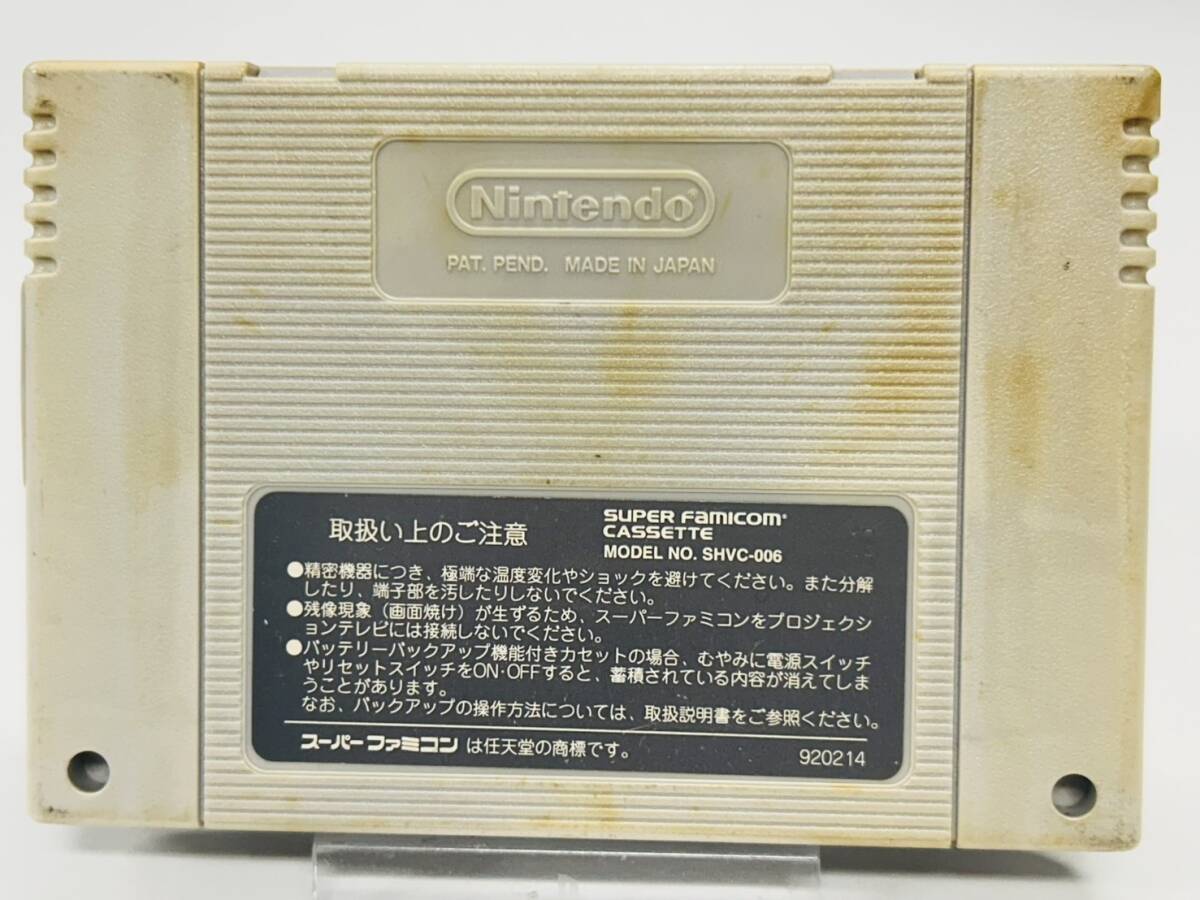 Nintendo®
PAT. PEND. MADE IN JAPAN
取扱い上のご注意
SUPER FAMICOM®
CASSETTE
MODEL NO. SHVC-006
●精密機器につき、極端な温度変化やショックを避けてください。また分解
したり、端子部を汚したりしないでください。
●残像現象（画面焼け）が生ずるため、スーパーファミコンをプロジェクシ
ョンテレビには接続しないでください。
●バッテリーバックアップ機能付きカセットの場合、むやみに電源スイッチ
やリセットスイッチをON・OFFすると、蓄積されている内容が消えてしま
うことがあります。
なお、バックアップの操作方法については、取扱説明書をご参照ください。
スーパーファミコン は任天堂の商標です。
920214